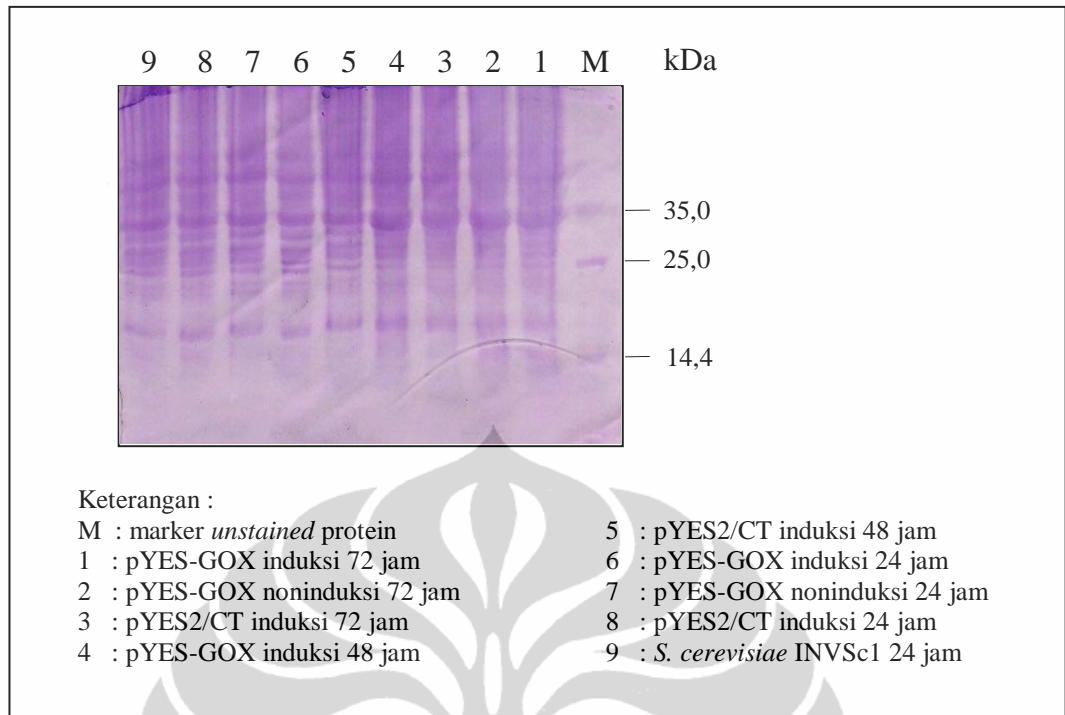 9 8 7 6 5 4 3 2 1 M kDa
35,0
25,0
14,4
Keterangan :
M : marker unstained protein
1 : pYES-GOX induksi 72 jam
2 : pYES-GOX noninduksi 72 jam
3 : pYES2/CT induksi 72 jam
4 : pYES-GOX induksi 48 jam
5 : pYES2/CT induksi 48 jam
6 : pYES-GOX induksi 24 jam
7 : pYES-GOX noninduksi 24 jam
8 : pYES2/CT induksi 24 jam
9 : S. cerevisiae INVSc1 24 jam